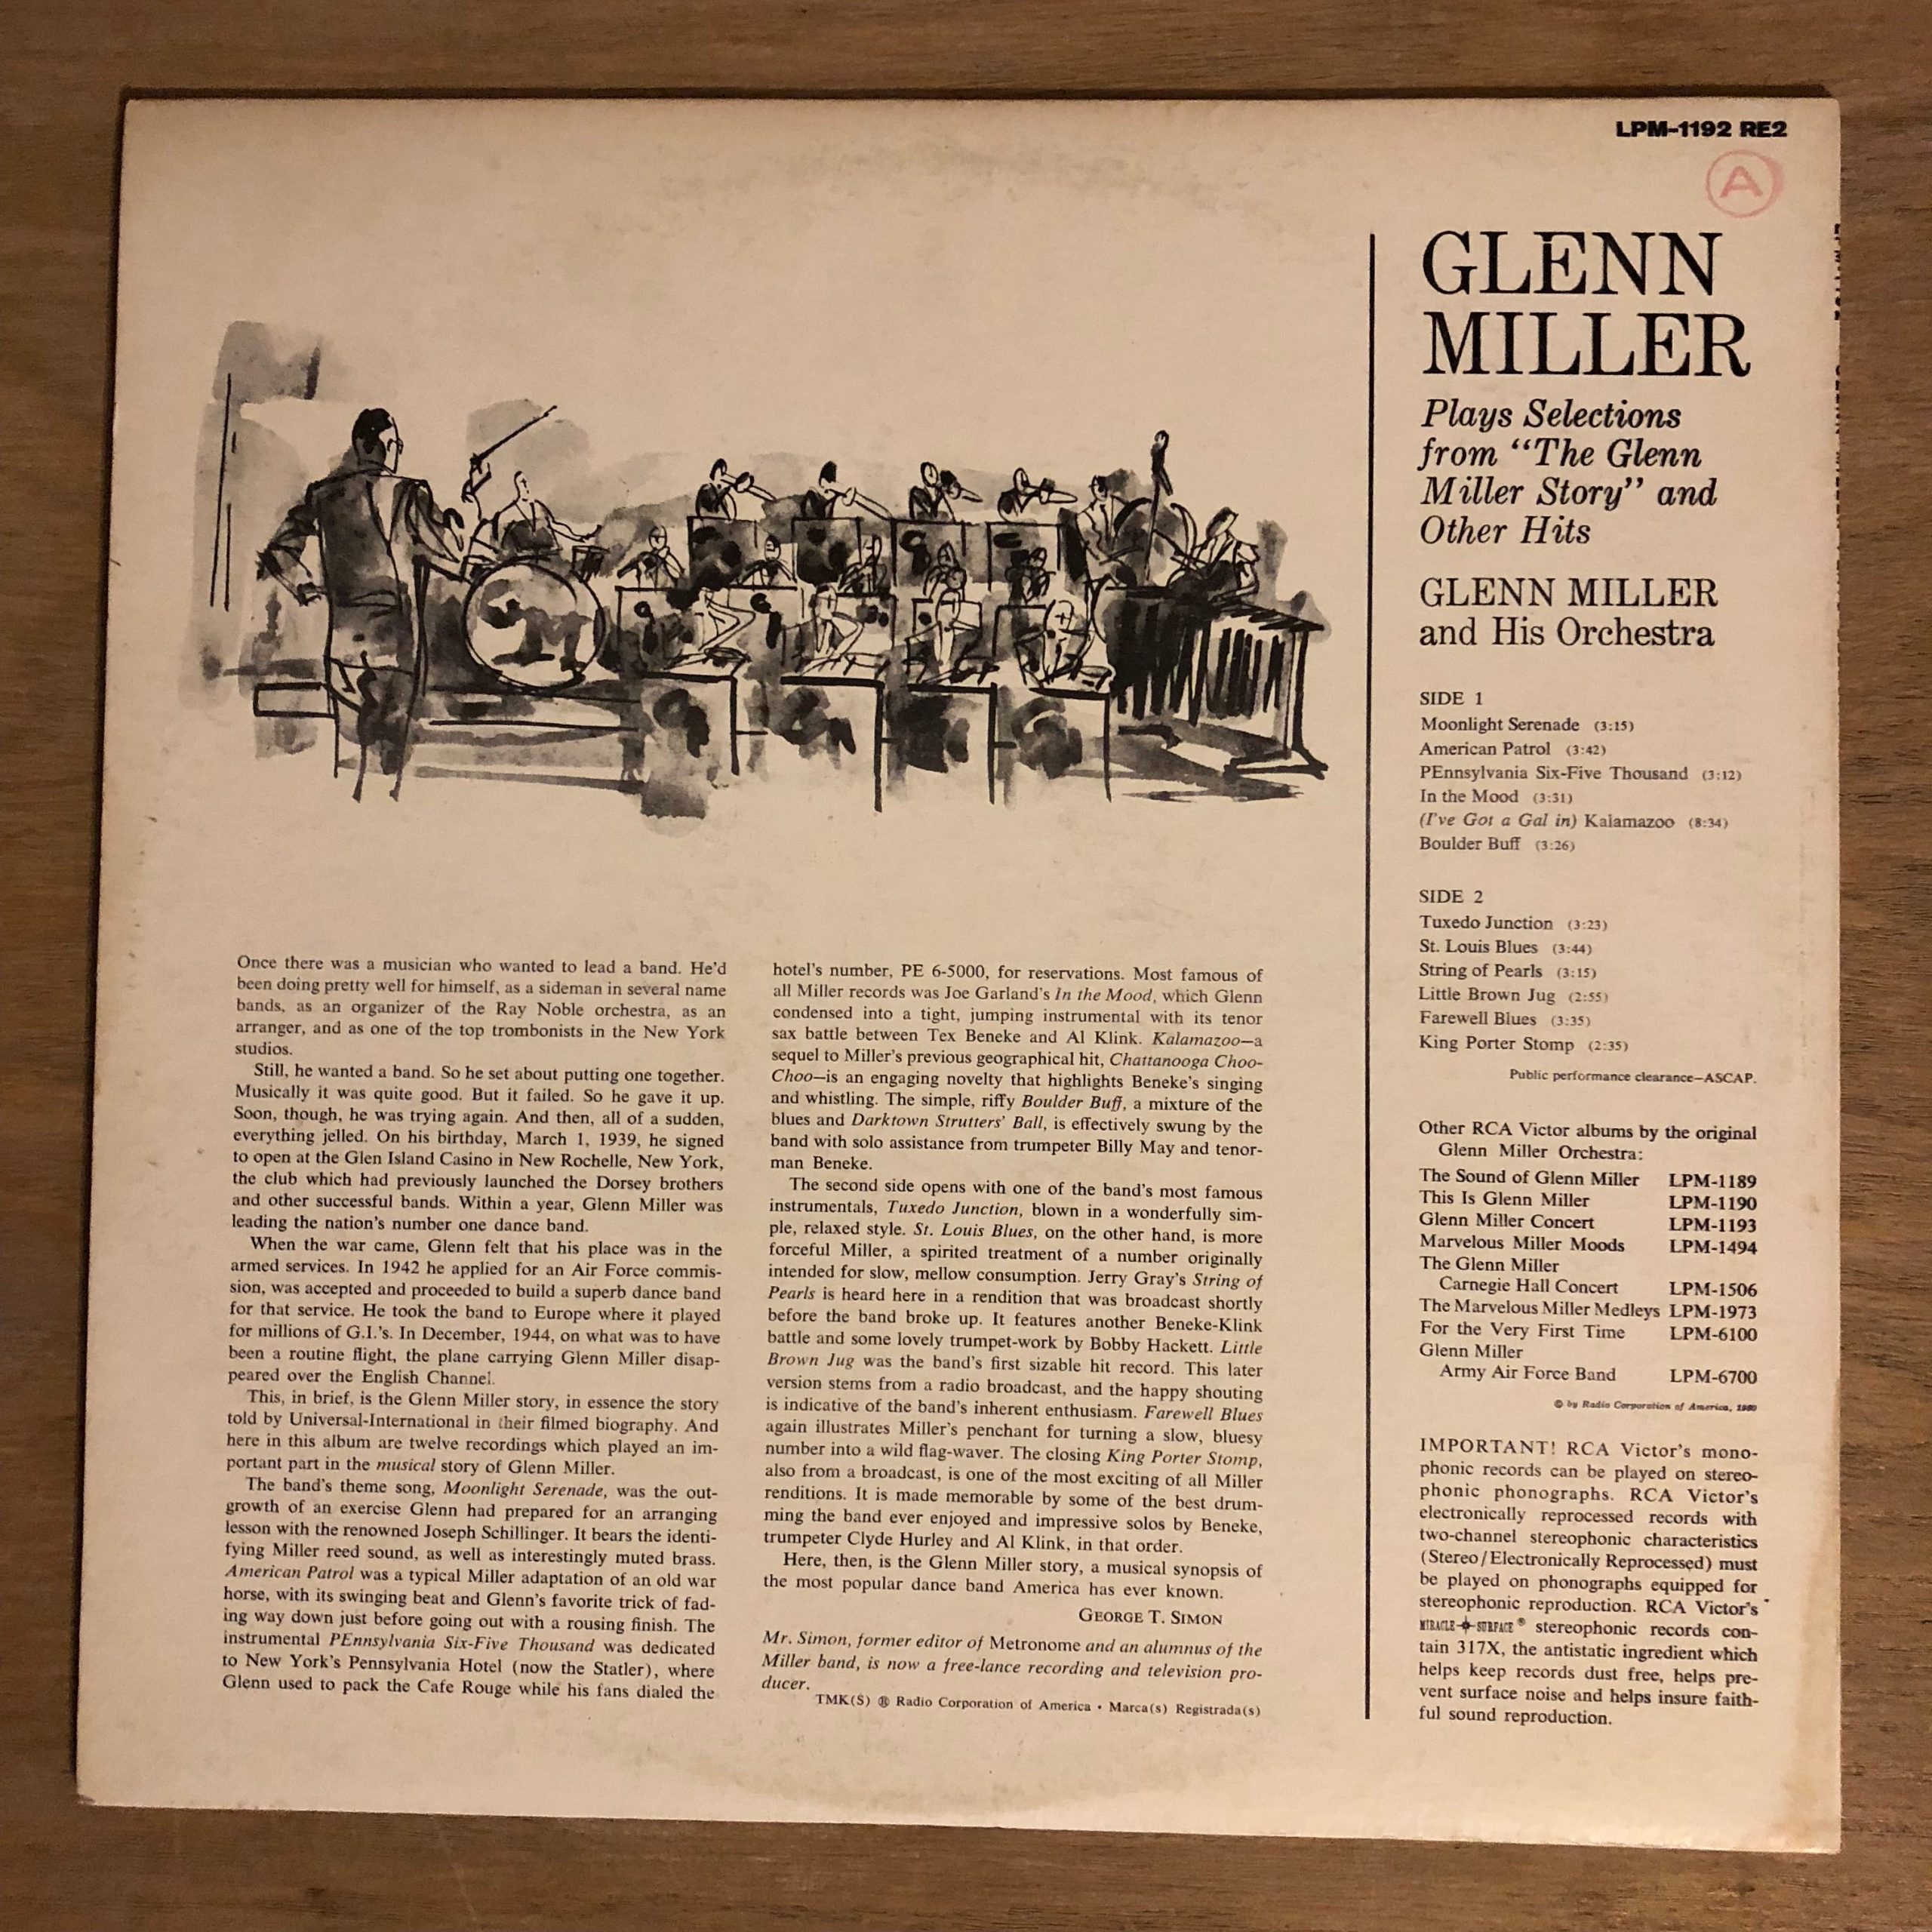 LPM-1192 RE2
A
GLENN
MILLER
Plays Selections
from “The Glenn
Miller Story” and
Other Hits
GLENN MILLER
and His Orchestra
SIDE 1
Moonlight Serenade (3:15)
American Patrol (3:42)
PEnnsylvania Six-Five Thousand (3:12)
In the Mood (3:31)
(I've Got a Gal in) Kalamazoo (8:34)
Boulder Buff (3:26)
SIDE 2
Tuxedo Junction (3:23)
St. Louis Blues (3:44)
String of Pearls (3:15)
Little Brown Jug (2:55)
Farewell Blues (3:35)
King Porter Stomp (2:35)
Public performance clearance—ASCAP.
Other RCA Victor albums by the original
Glenn Miller Orchestra:
The Sound of Glenn Miller LPM-1189
This Is Glenn Miller LPM-1190
Glenn Miller Concert LPM-1193
Marvelous Miller Moods LPM-1494
The Glenn Miller
Carnegie Hall Concert LPM-1506
The Marvelous Miller Medleys LPM-1973
For the Very First Time LPM-6100
Glenn Miller
Army Air Force Band LPM-6700
© by Radio Corporation of America, 1960
IMPORTANT! RCA Victor's mono-
phonic records can be played on stereo-
phonic phonographs. RCA Victor's
electronically reprocessed records with
two-channel stereophonic characteristics
(Stereo/Electronically Reprocessed) must
be played on phonographs equipped for
stereophonic reproduction. RCA Victor's
MIRACLE SURFACE ® stereophonic records con-
tain 317X, the antistatic ingredient which
helps keep records dust free, helps pre-
vent surface noise and helps insure faith-
ful sound reproduction.
GM
Once there was a musician who wanted to lead a band. He'd
been doing pretty well for himself, as a sideman in several name
bands, as an organizer of the Ray Noble orchestra, as an
arranger, and as one of the top trombonists in the New York
studios.
Still, he wanted a band. So he set about putting one together.
Musically it was quite good. But it failed. So he gave it up.
Soon, though, he was trying again. And then, all of a sudden,
everything jelled. On his birthday, March 1, 1939, he signed
to open at the Glen Island Casino in New Rochelle, New York,
the club which had previously launched the Dorsey brothers
and other successful bands. Within a year, Glenn Miller was
leading the nation's number one dance band.
When the war came, Glenn felt that his place was in the
armed services. In 1942 he applied for an Air Force commis-
sion, was accepted and proceeded to build a superb dance band
for that service. He took the band to Europe where it played
for millions of G.I.'s. In December, 1944, on what was to have
been a routine flight, the plane carrying Glenn Miller disap-
peared over the English Channel.
This, in brief, is the Glenn Miller story, in essence the story
told by Universal-International in their filmed biography. And
here in this album are twelve recordings which played an im-
portant part in the musical story of Glenn Miller.
The band's theme song, Moonlight Serenade, was the out-
growth of an exercise Glenn had prepared for an arranging
lesson with the renowned Joseph Schillinger. It bears the identi-
fying Miller reed sound, as well as interestingly muted brass.
American Patrol was a typical Miller adaptation of an old war
horse, with its swinging beat and Glenn's favorite trick of fad-
ing way down just before going out with a rousing finish. The
instrumental PEnnsylvania Six-Five Thousand was dedicated
to New York's Pennsylvania Hotel (now the Statler), where
Glenn used to pack the Cafe Rouge while his fans dialed the
hotel's number, PE 6-5000, for reservations. Most famous of
all Miller records was Joe Garland's In the Mood, which Glenn
condensed into a tight, jumping instrumental with its tenor
sax battle between Tex Beneke and Al Klink. Kalamazoo—a
sequel to Miller's previous geographical hit, Chattanooga Choo-
Choo—is an engaging novelty that highlights Beneke's singing
and whistling. The simple, riffy Boulder Buff, a mixture of the
blues and Darktown Strutters' Ball, is effectively swung by the
band with solo assistance from trumpeter Billy May and tenor-
man Beneke.
The second side opens with one of the band's most famous
instrumentals, Tuxedo Junction, blown in a wonderfully sim-
ple, relaxed style. St. Louis Blues, on the other hand, is more
forceful Miller, a spirited treatment of a number originally
intended for slow, mellow consumption. Jerry Gray's String of
Pearls is heard here in a rendition that was broadcast shortly
before the band broke up. It features another Beneke-Klink
battle and some lovely trumpet-work by Bobby Hackett. Little
Brown Jug was the band's first sizable hit record. This later
version stems from a radio broadcast, and the happy shouting
is indicative of the band's inherent enthusiasm. Farewell Blues
again illustrates Miller's penchant for turning a slow, bluesy
number into a wild flag-waver. The closing King Porter Stomp,
also from a broadcast, is one of the most exciting of all Miller
renditions. It is made memorable by some of the best drum-
ming the band ever enjoyed and impressive solos by Beneke,
trumpeter Clyde Hurley and Al Klink, in that order.
Here, then, is the Glenn Miller story, a musical synopsis of
the most popular dance band America has ever known.
GEORGE T. SIMON
Mr. Simon, former editor of Metronome and an alumnus of the
Miller band, is now a free-lance recording and television pro-
ducer.
TMK(S) ® Radio Corporation of America • Marca(s) Registrada(s)